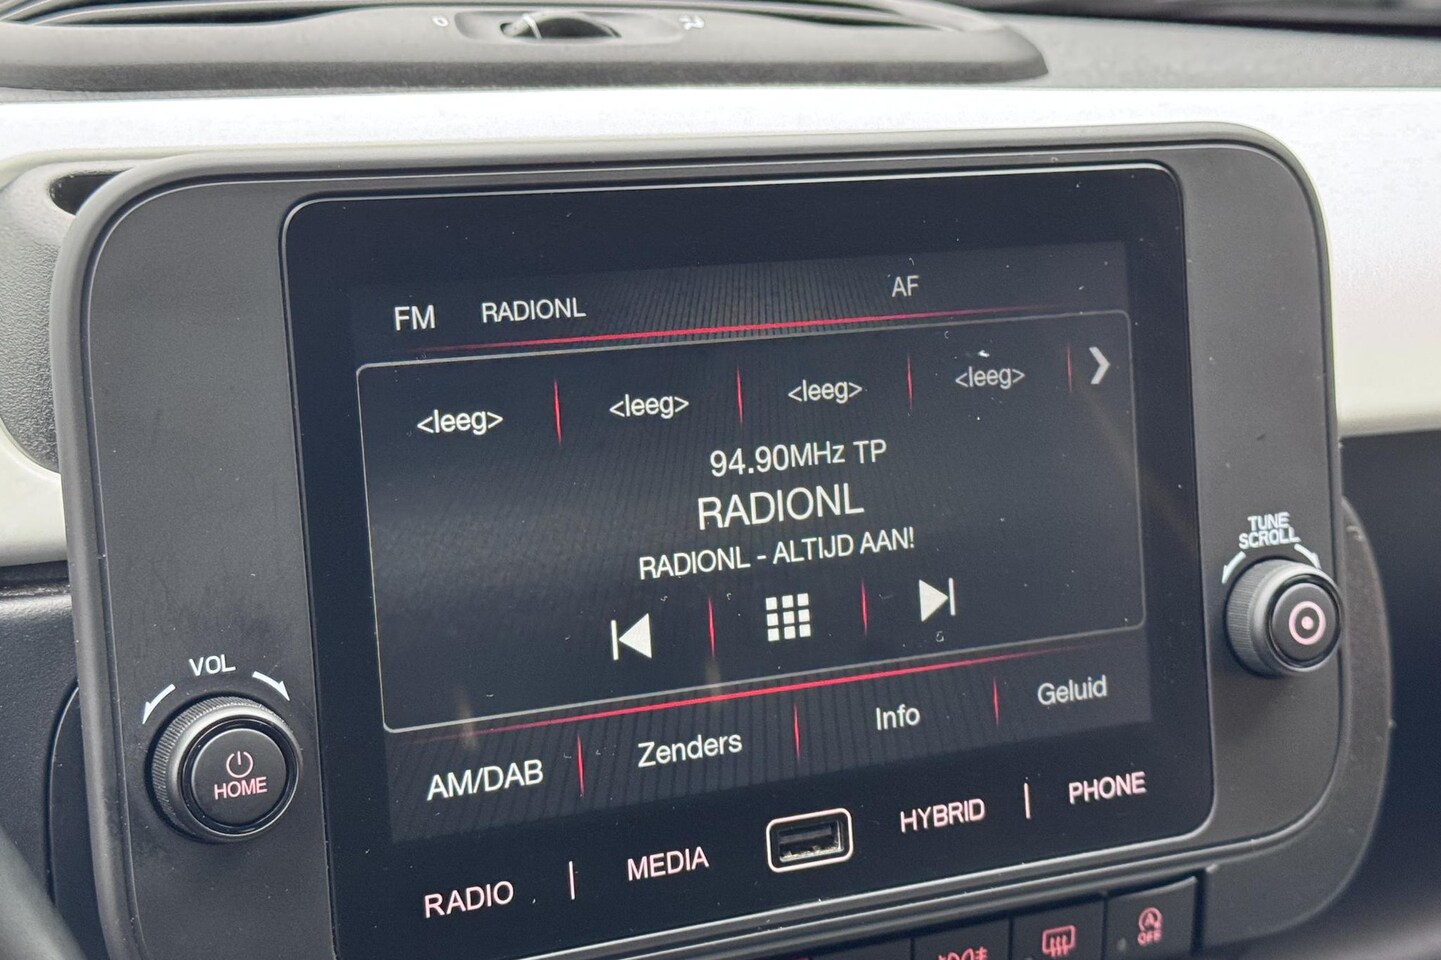 FM RADIONL AF
<leeg> <leeg> <leeg> <leeg>
94.90MHz TP
RADIONL
RADIONL - ALTIJD AAN!
AM/DAB Zenders Info Geluid
RADIO MEDIA HYBRID PHONE
VOL
HOME
TUNE
SCROLL
OFF